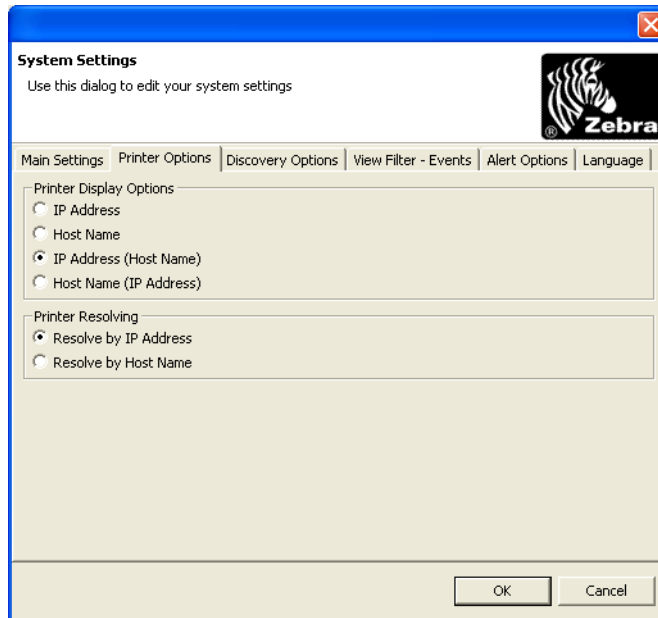 System Settings
Use this dialog to edit your system settings
® Zebra
Main Settings Printer Options Discovery Options View Filter - Events Alert Options Language
Printer Display Options
IP Address
Host Name
IP Address (Host Name)
Host Name (IP Address)
Printer Resolving
Resolve by IP Address
Resolve by Host Name
OK Cancel